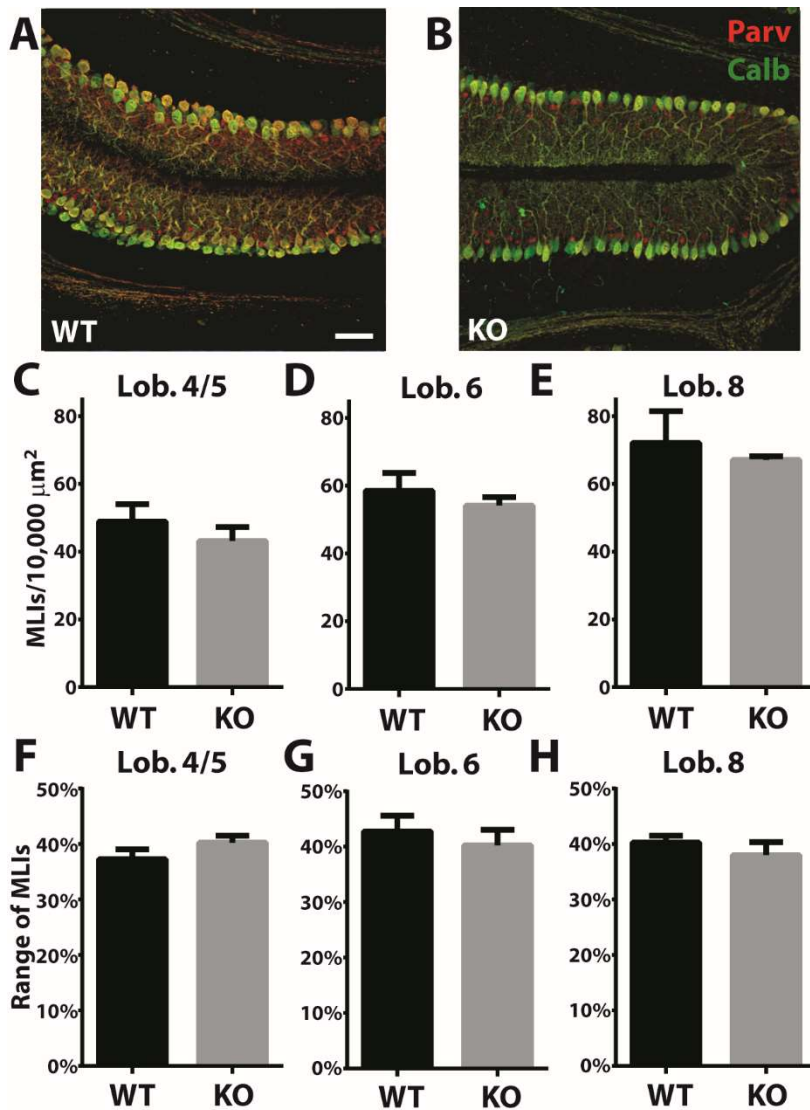 A
B
Parv
Calb
WT
KO
C
Lob. 4/5
D
Lob. 6
E
Lob. 8
MLIs/10,000 μm²
80
60
40
20
0
WT
KO
80
60
40
20
0
WT
KO
80
60
40
20
0
WT
KO
F
Lob. 4/5
G
Lob. 6
H
Lob. 8
Range of MLIs
50%
40%
30%
20%
10%
0%
WT
KO
50%
40%
30%
20%
10%
0%
WT
KO
50%
40%
30%
20%
10%
0%
WT
KO